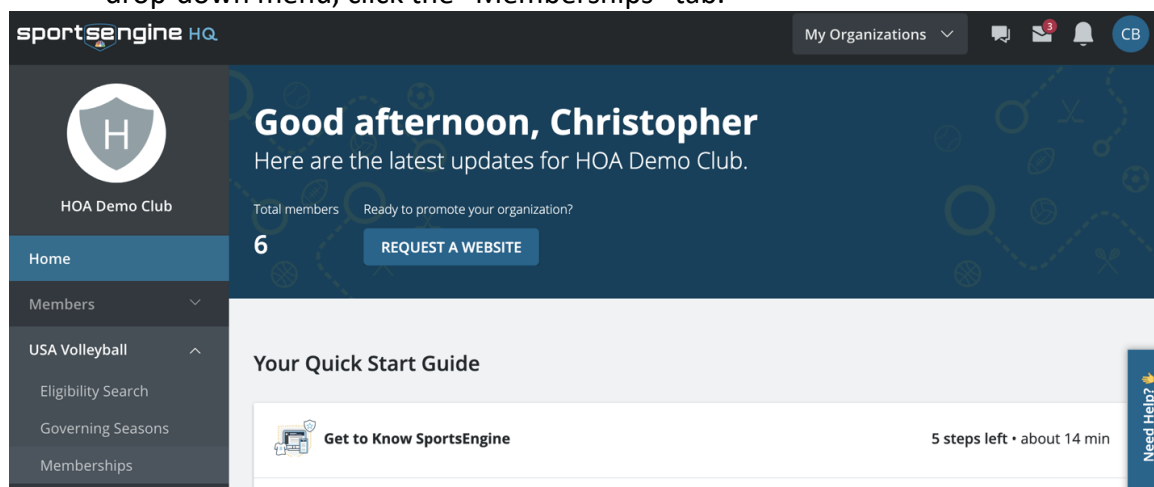 drop-down menu, click the "Memberships" tab.
sportsengine HQ
My Organizations
3
CB
H
HOA Demo Club
Good afternoon, Christopher
Here are the latest updates for HOA Demo Club.
Total members
Ready to promote your organization?
6
REQUEST A WEBSITE
Home
Members
USA Volleyball
Eligibility Search
Governing Seasons
Memberships
Your Quick Start Guide
Get to Know SportsEngine
5 steps left • about 14 min
Need Help? 👋